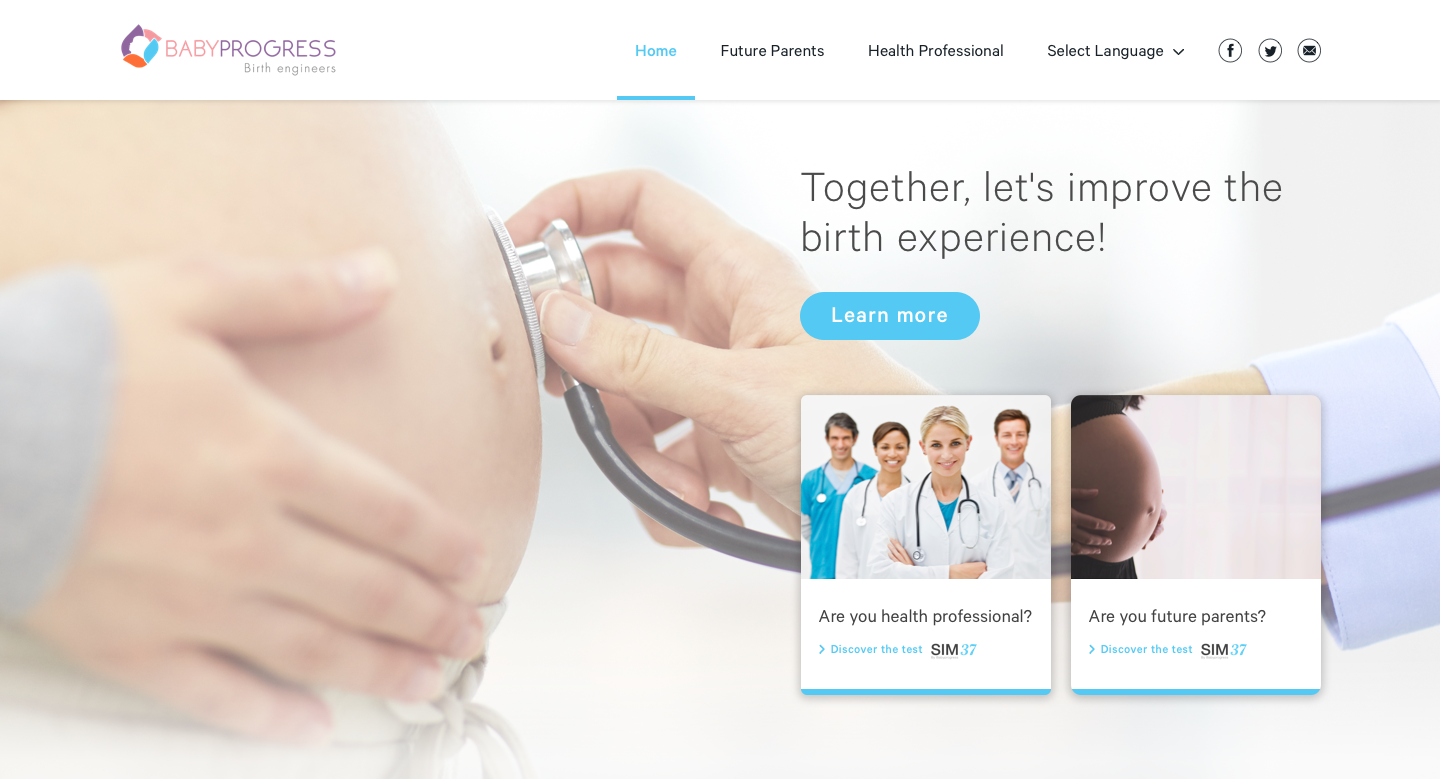 BABYPROGRESS
Birth engineers
Home
Future Parents
Health Professional
Select Language
Together, let's improve the
birth experience!
Learn more
Are you health professional?
Discover the test SIM37
Are you future parents?
Discover the test SIM37